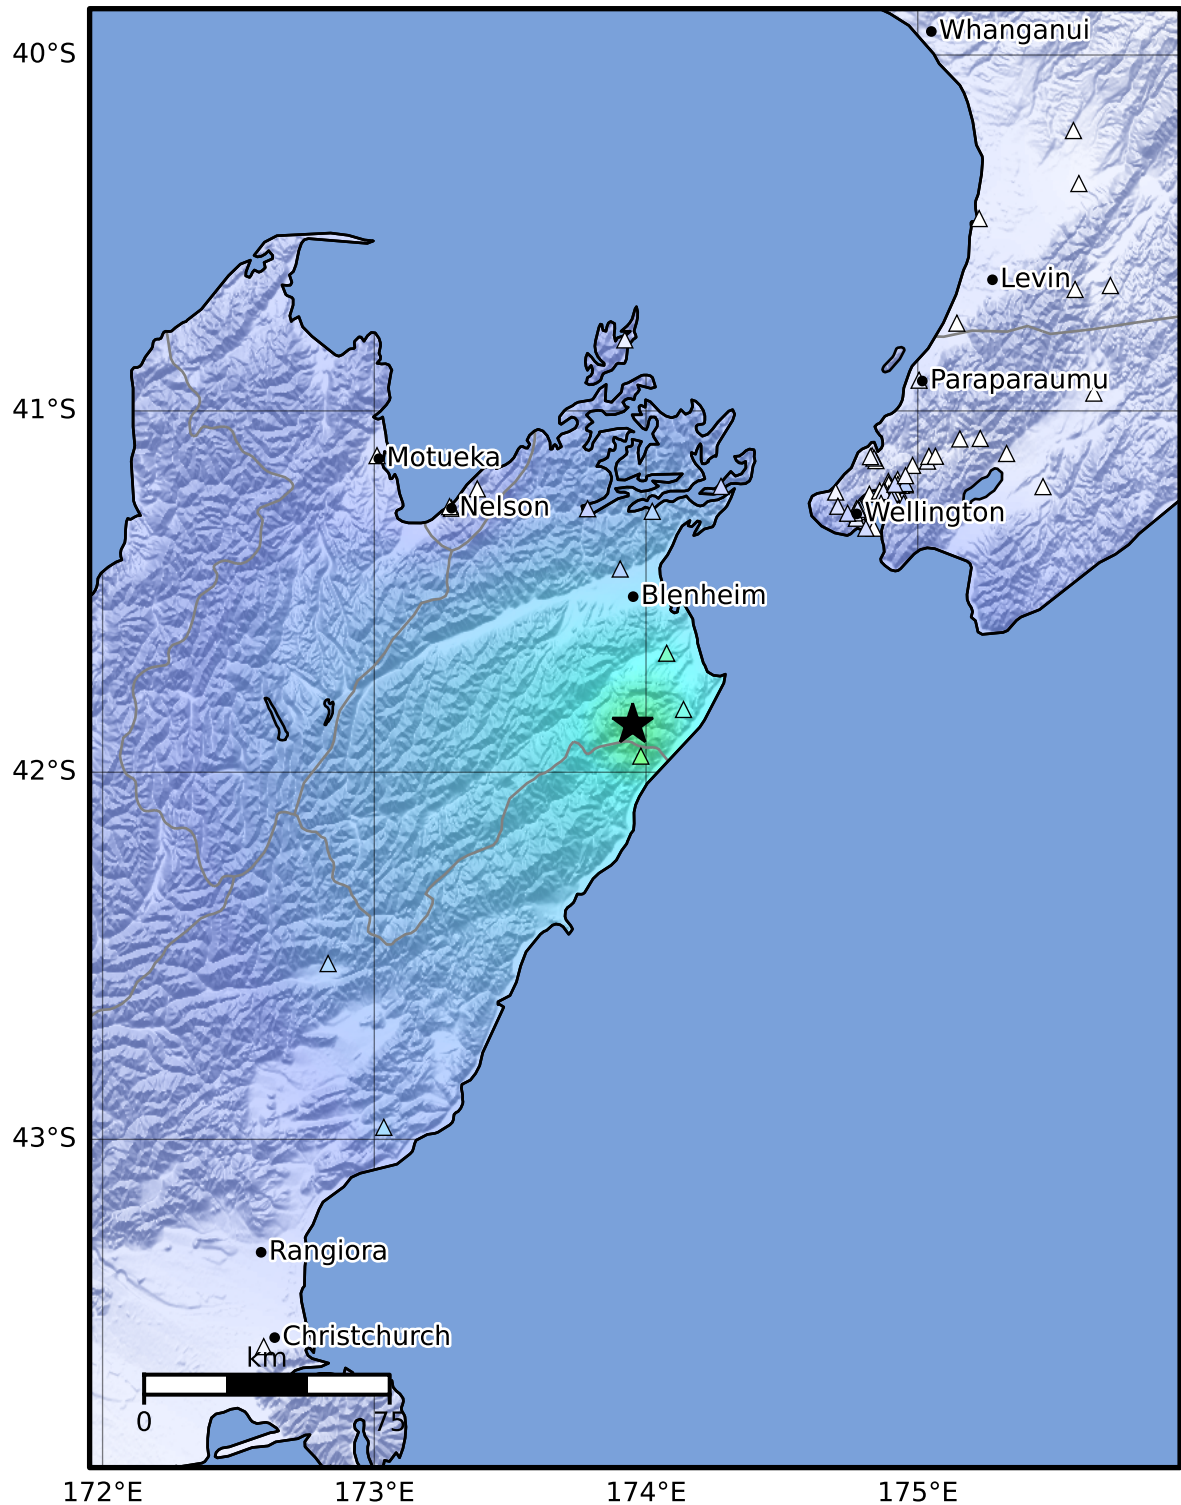 Whanganui
40°S
Levin
Paraparaumu
41°S
Motueka
Nelson
Wellington
Blenheim
42°S
43°S
Rangiora
Christchurch
km
0 75
172°E 173°E 174°E 175°E